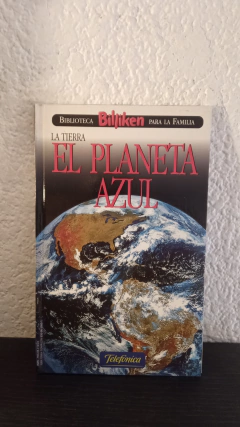 BIBLIOTECA Billiken PARA LA FAMILIA
LA TIERRA
EL PLANETA
AZUL
Telefónica